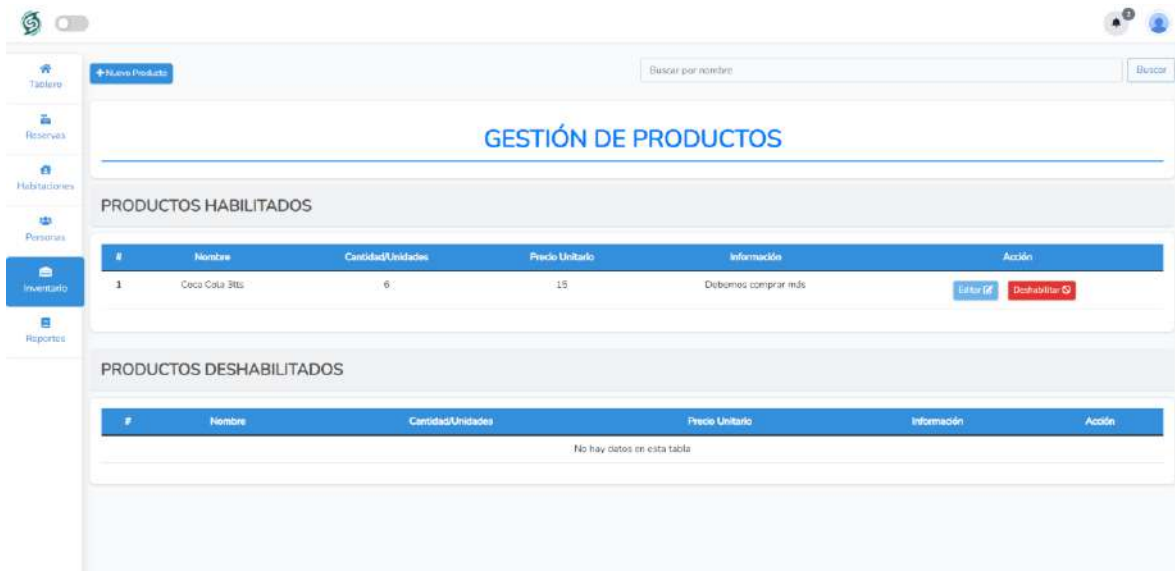 2
Tablero
+Nuevo Producto
Buscar por nombre
Buscar
Reservas
GESTIÓN DE PRODUCTOS
Habitaciones
PRODUCTOS HABILITADOS
Personas
# Nombre Cantidad/Unidades Precio Unitario Información Acción
Inventario
1 Coca Cola 3lts 6 15 Debemos comprar más Editar Deshabilitar
Reportes
PRODUCTOS DESHABILITADOS
# Nombre Cantidad/Unidades Precio Unitario Información Acción
No hay datos en esta tabla